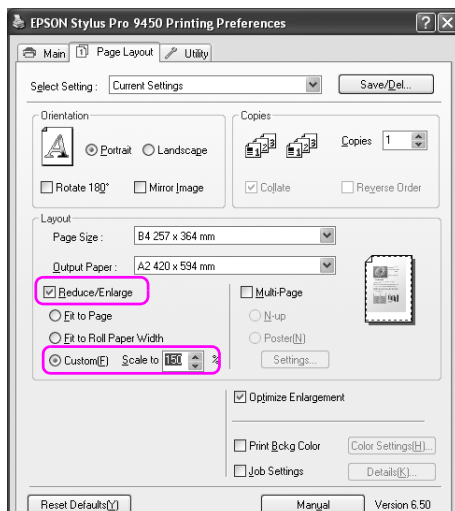 EPSON Stylus Pro 9450 Printing Preferences
Main
Page Layout
Utility
Select Setting :
Current Settings
Save/Del...
Orientation
Portrait
Landscape
Rotate 180°
Mirror Image
Copies
Copies
1
Collate
Reverse Order
Layout
Page Size :
B4 257 x 364 mm
Output Paper :
A2 420 x 594 mm
Reduce/Enlarge
Fit to Page
Fit to Roll Paper Width
Custom(F) Scale to 150 %
Multi-Page
N-up
Poster(N)
Settings...
Optimize Enlargement
Print Bckg Color
Color Settings(H)...
Job Settings
Details(K)...
Reset Defaults(Y)
Manual
Version 6.50